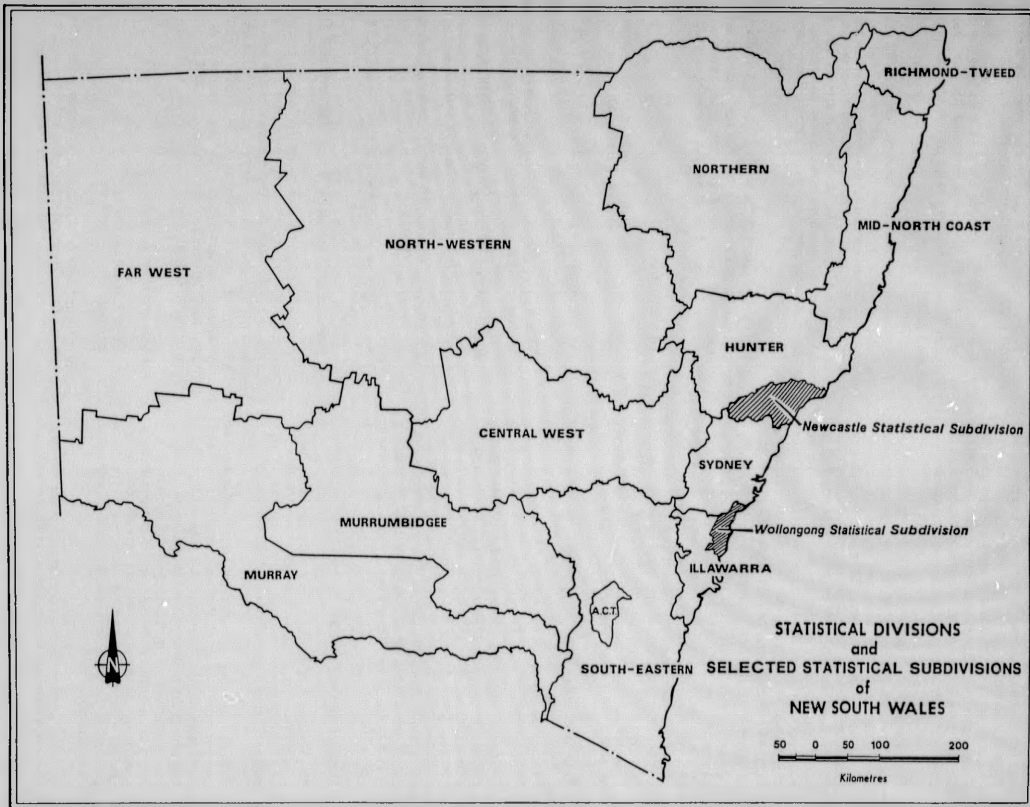 RICHMOND-TWEED
NORTHERN
MID-NORTH COAST
NORTH-WESTERN
FAR WEST
HUNTER
Newcastle Statistical Subdivision
CENTRAL WEST
SYDNEY
MURRUMBIDGEE
Wollongong Statistical Subdivision
ILLAWARRA
MURRAY
A.C.T.
SOUTH-EASTERN
N
STATISTICAL DIVISIONS
and
SELECTED STATISTICAL SUBDIVISIONS
of
NEW SOUTH WALES
50 0 50 100 200
Kilometres